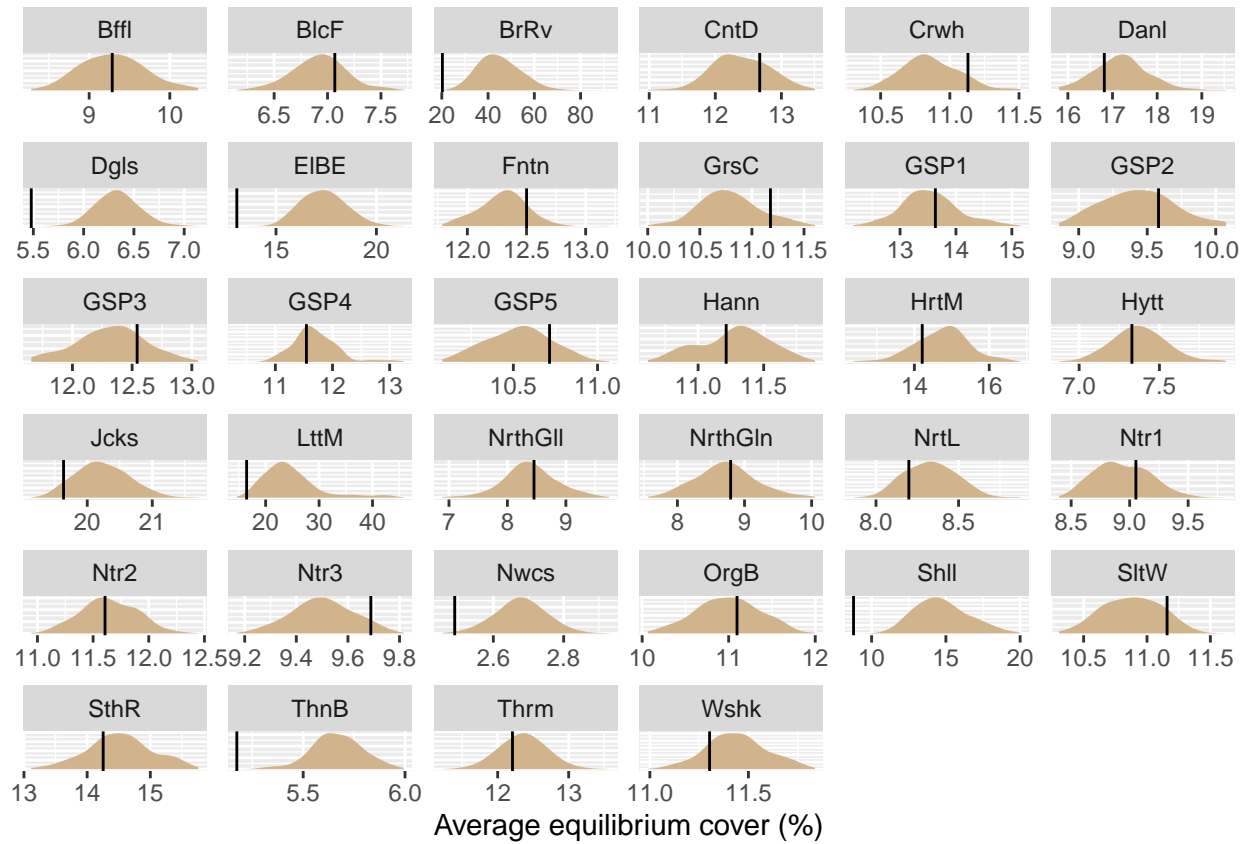 Bffl BlcF BrRv CntD Crwh Danl
9 10 6.5 7.0 7.5 20 40 60 80 11 12 13 10.5 11.0 11.5 16 17 18 19
Dgls ElBE Fntn GrsC GSP1 GSP2
5.5 6.0 6.5 7.0 15 20 12.0 12.5 13.0 10.0 10.5 11.0 11.5 13 14 15 9.0 9.5 10.0
GSP3 GSP4 GSP5 Hann HrtM Hytt
12.0 12.5 13.0 11 12 13 10.5 11.0 11.0 11.5 14 16 7.0 7.5
Jcks LttM NrthGll NrthGln NrtL Ntr1
20 21 20 30 40 7 8 9 8 9 10 8.0 8.5 8.5 9.0 9.5
Ntr2 Ntr3 Nwcs OrgB Shll SltW
11.0 11.5 12.0 12.5 9.2 9.4 9.6 9.8 2.6 2.8 10 11 12 10 15 20 10.5 11.0 11.5
SthR ThnB Thrm Wshk
13 14 15 5.5 6.0 12 13 11.0 11.5
Average equilibrium cover (%)